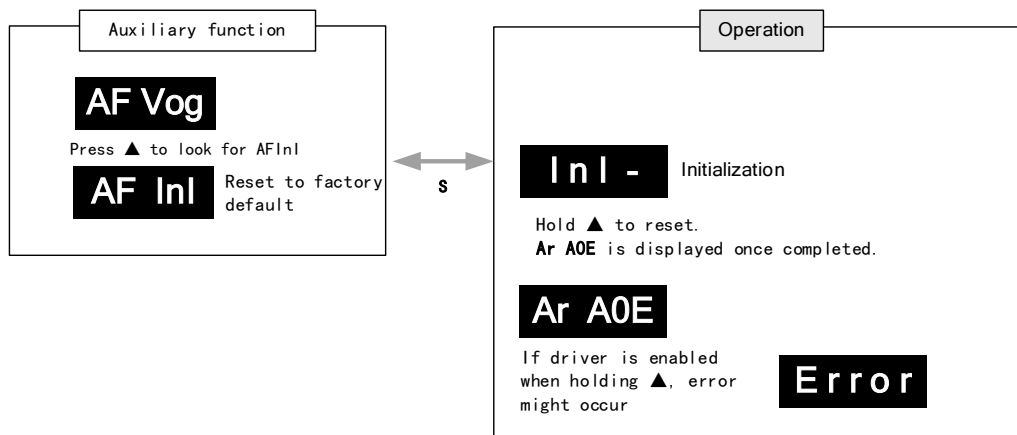 Auxiliary function
AF Vog
Press ▲ to look for AFInI
AF InI
Reset to factory
default
S
Operation
InI -
Initialization
Hold ▲ to reset.
Ar A0E is displayed once completed.
Ar A0E
If driver is enabled
when holding ▲, error
might occur
Error